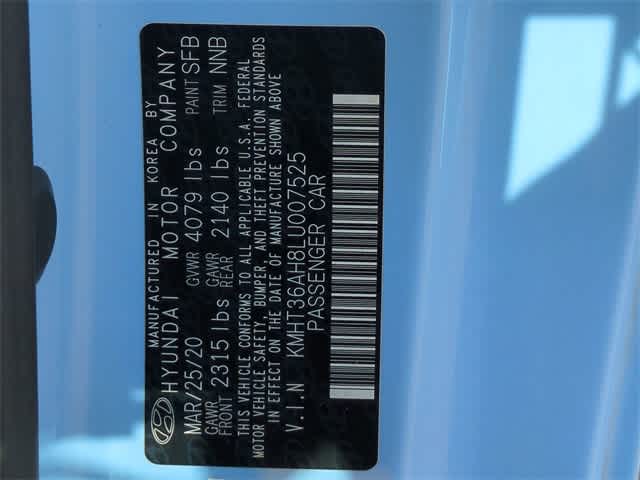 MANUFACTURED IN KOREA BY
HYUNDAI MOTOR COMPANY
MAR/25/20 GVWR 4079 lbs PAINT SFB
GAWR FRONT 2315 lbs GAWR REAR 2140 lbs TRIM NNB
THIS VEHICLE CONFORMS TO ALL APPLICABLE U.S.A. FEDERAL
MOTOR VEHICLE SAFETY, BUMPER, AND THEFT PREVENTION STANDARDS
IN EFFECT ON THE DATE OF MANUFACTURE SHOWN ABOVE
V.I.N KMHT36AH8LU007525
PASSENGER CAR